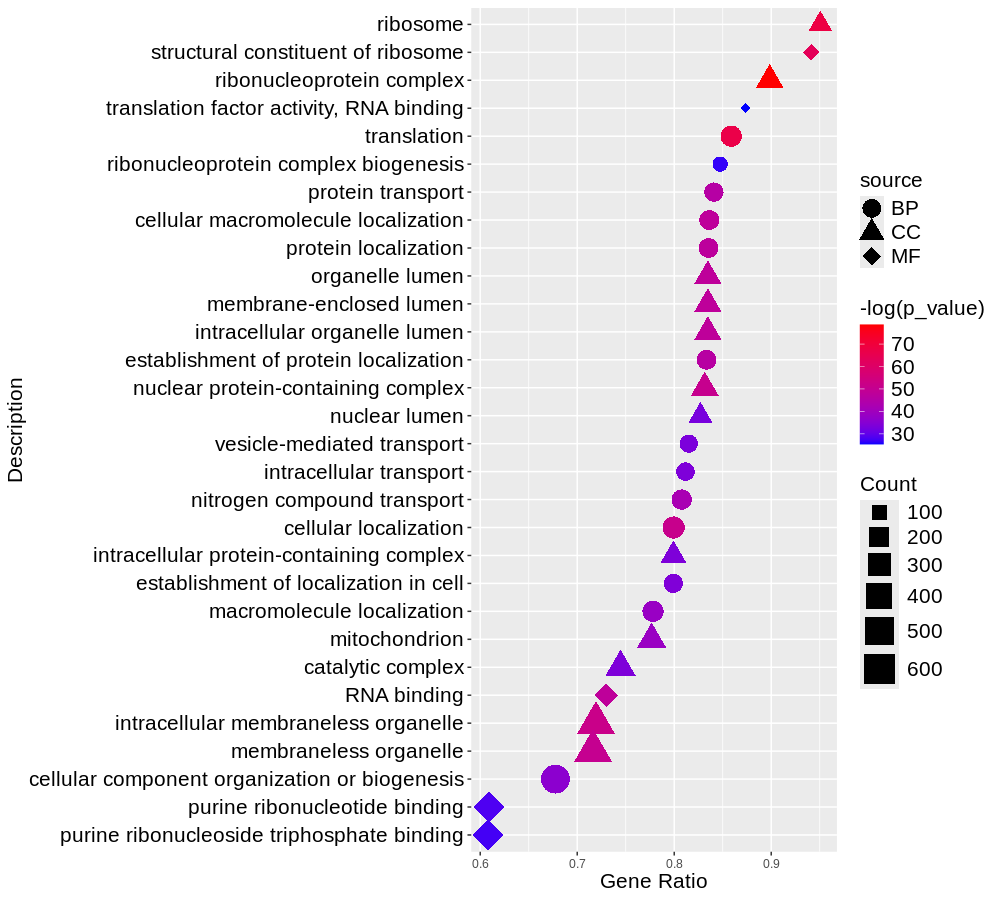 ribosome
structural constituent of ribosome
ribonucleoprotein complex
translation factor activity, RNA binding
translation
ribonucleoprotein complex biogenesis
protein transport
cellular macromolecule localization
protein localization
organelle lumen
membrane-enclosed lumen
intracellular organelle lumen
establishment of protein localization
nuclear protein-containing complex
nuclear lumen
vesicle-mediated transport
intracellular transport
nitrogen compound transport
cellular localization
intracellular protein-containing complex
establishment of localization in cell
macromolecule localization
mitochondrion
catalytic complex
RNA binding
intracellular membraneless organelle
membraneless organelle
cellular component organization or biogenesis
purine ribonucleotide binding
purine ribonucleoside triphosphate binding
Description
0.6 0.7 0.8 0.9
Gene Ratio
source
BP
CC
MF
-log(p_value)
70
60
50
40
30
Count
100
200
300
400
500
600